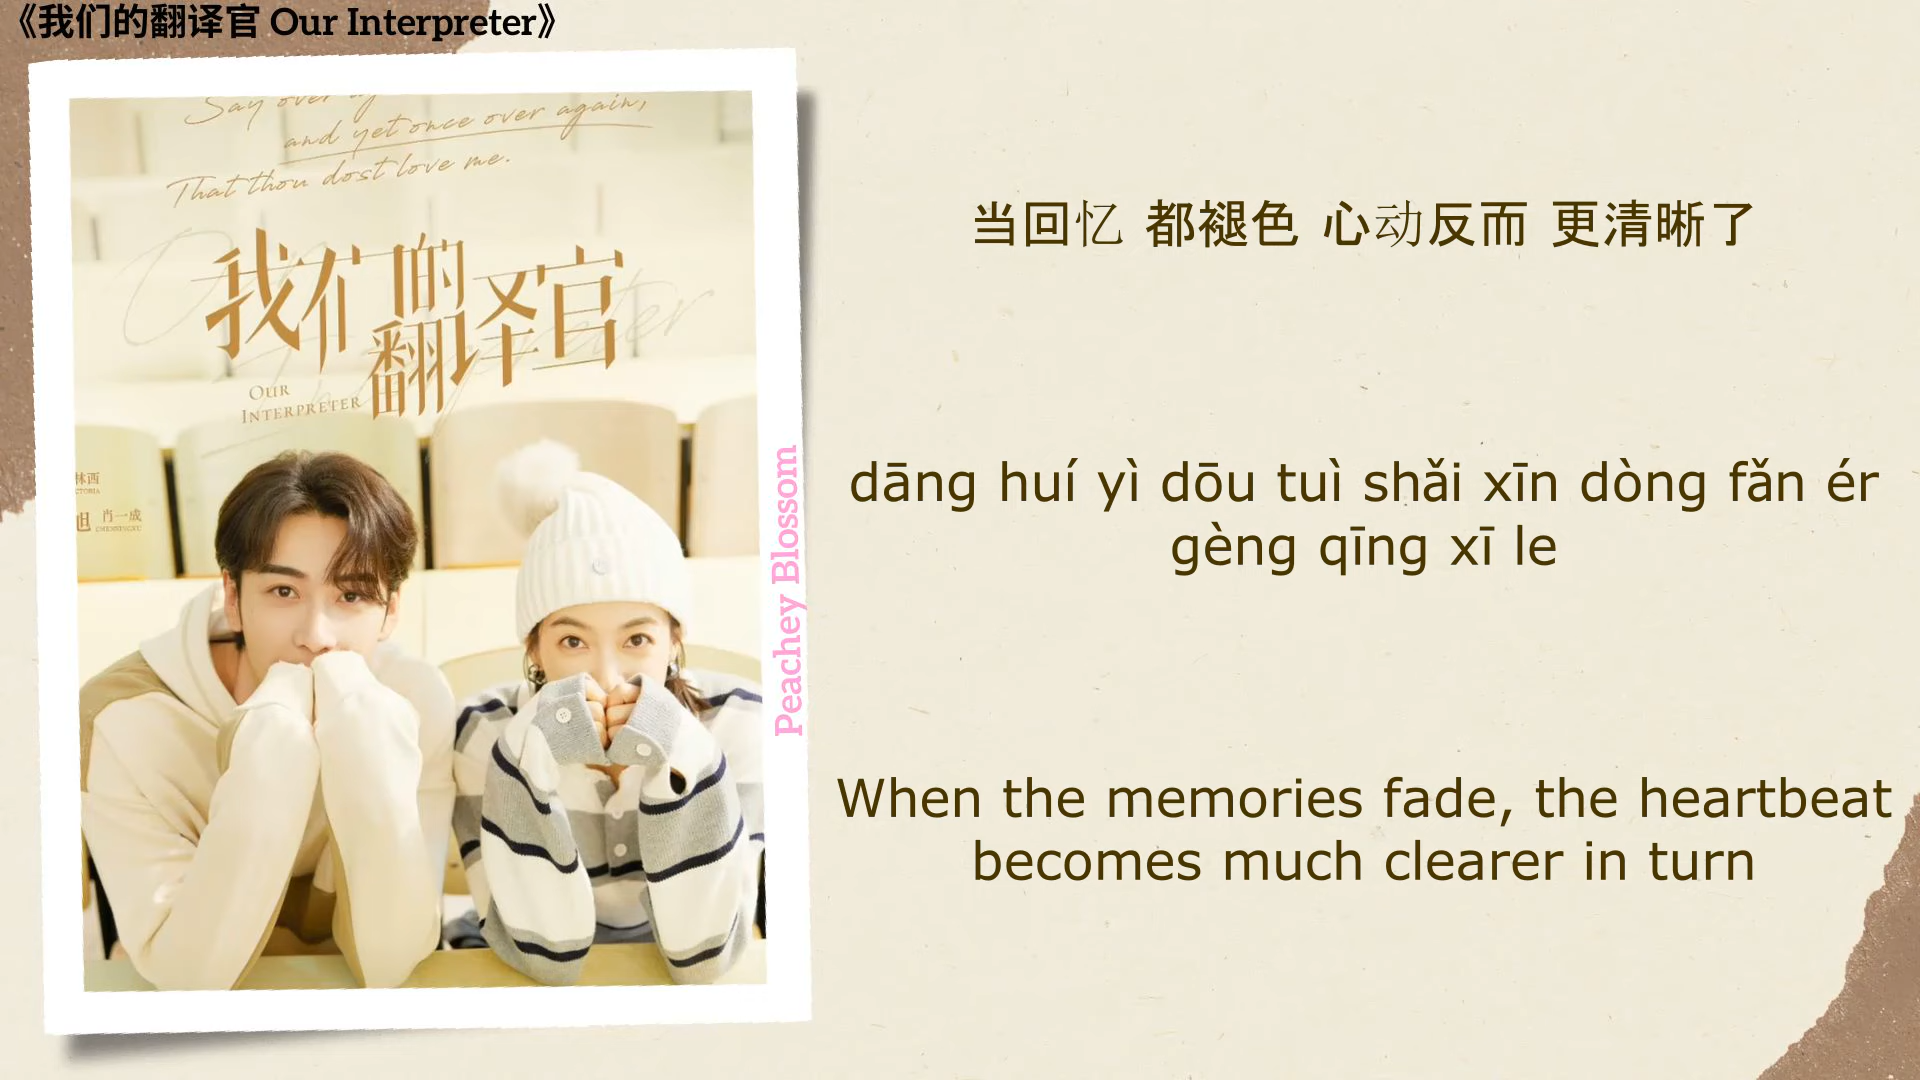 《我们的翻译官 Our Interpreter》
Say over
and yet once over again,
That thou dost love me.
我们的
翻译官
OUR
INTERPRETER
林西
旭 肖一成
Peachey Blossom
当回忆 都褪色 心动反而 更清晰了
dāng huí yì dōu tuì shǎi xīn dòng fǎn ér
gèng qīng xī le
When the memories fade, the heartbeat
becomes much clearer in turn